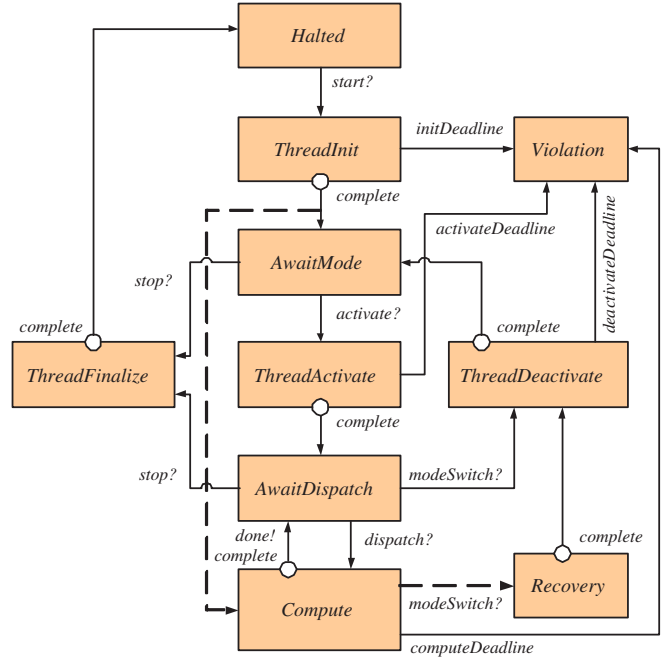 Halted
start?
initDeadline
ThreadInit
Violation
complete
activateDeadline
deactivateDeadline
AwaitMode
stop?
activate?
complete
complete
ThreadFinalize
ThreadActivate
ThreadDeactivate
complete
stop?
AwaitDispatch
modeSwitch?
done!
complete
dispatch?
complete
Compute
modeSwitch?
Recovery
computeDeadline